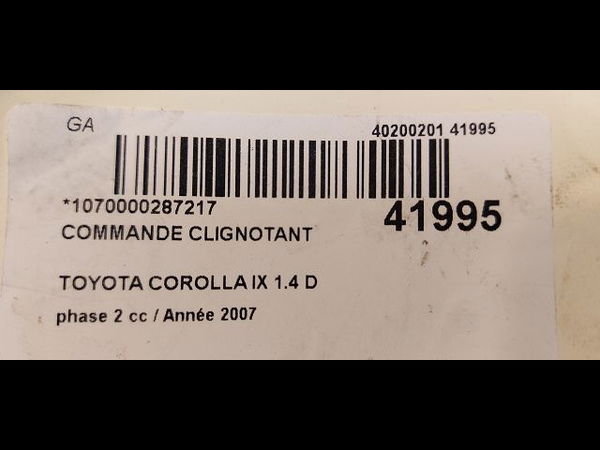 GA
40200201 41995
*1070000287217
41995
COMMANDE CLIGNOTANT
TOYOTA COROLLA IX 1.4 D
phase 2 cc / Année 2007